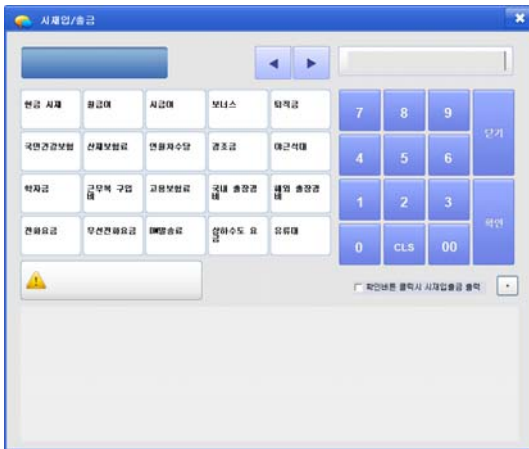 시재입/출금
현금 시재 월급여 시급여 보너스 퇴직금
국민건강보험 산재보험료 연월차수당 경조금 야근식대
학자금 근무복 구입비 고용보험료 국내 출장경비 해외 출장경비
전화요금 무선전화요금 DM발송료 상하수도 요금 유류대
7 8 9 닫기
4 5 6
1 2 3 확인
0 CLS 00
확인버튼 클릭시 시재입출금 출력